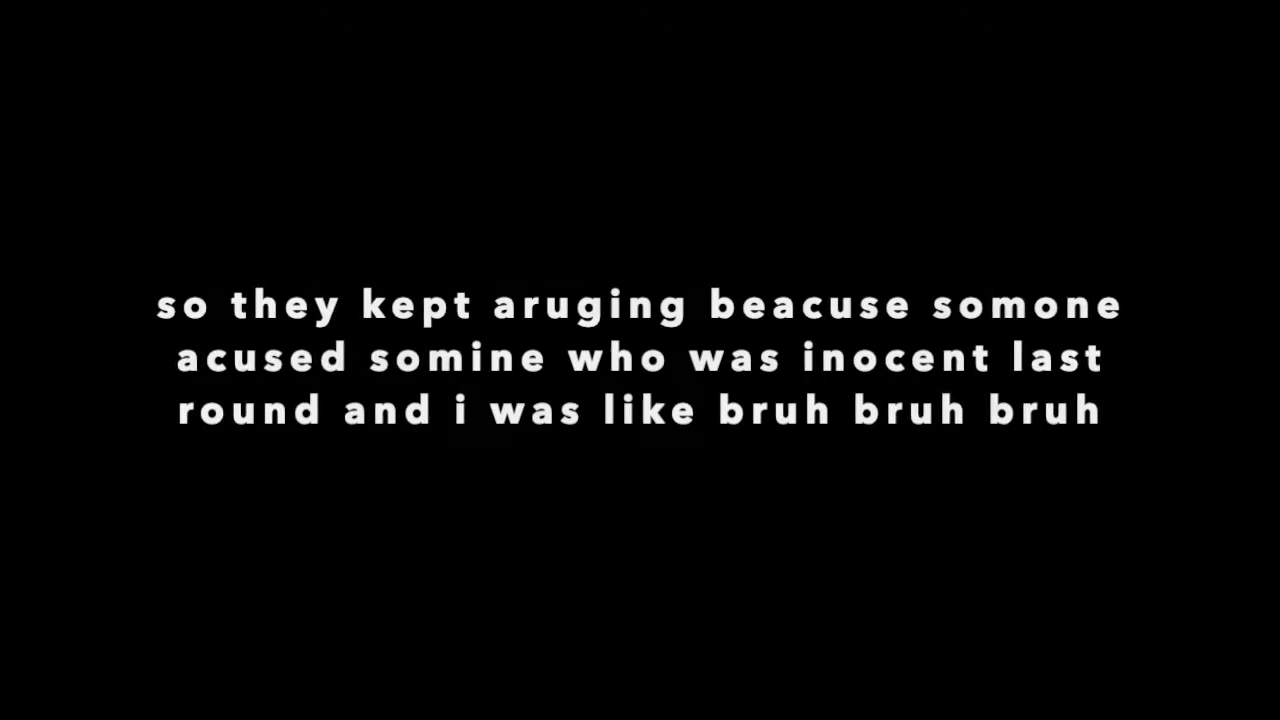 so they kept aruging beacuse somone
acused somine who was inocent last
round and i was like bruh bruh bruh